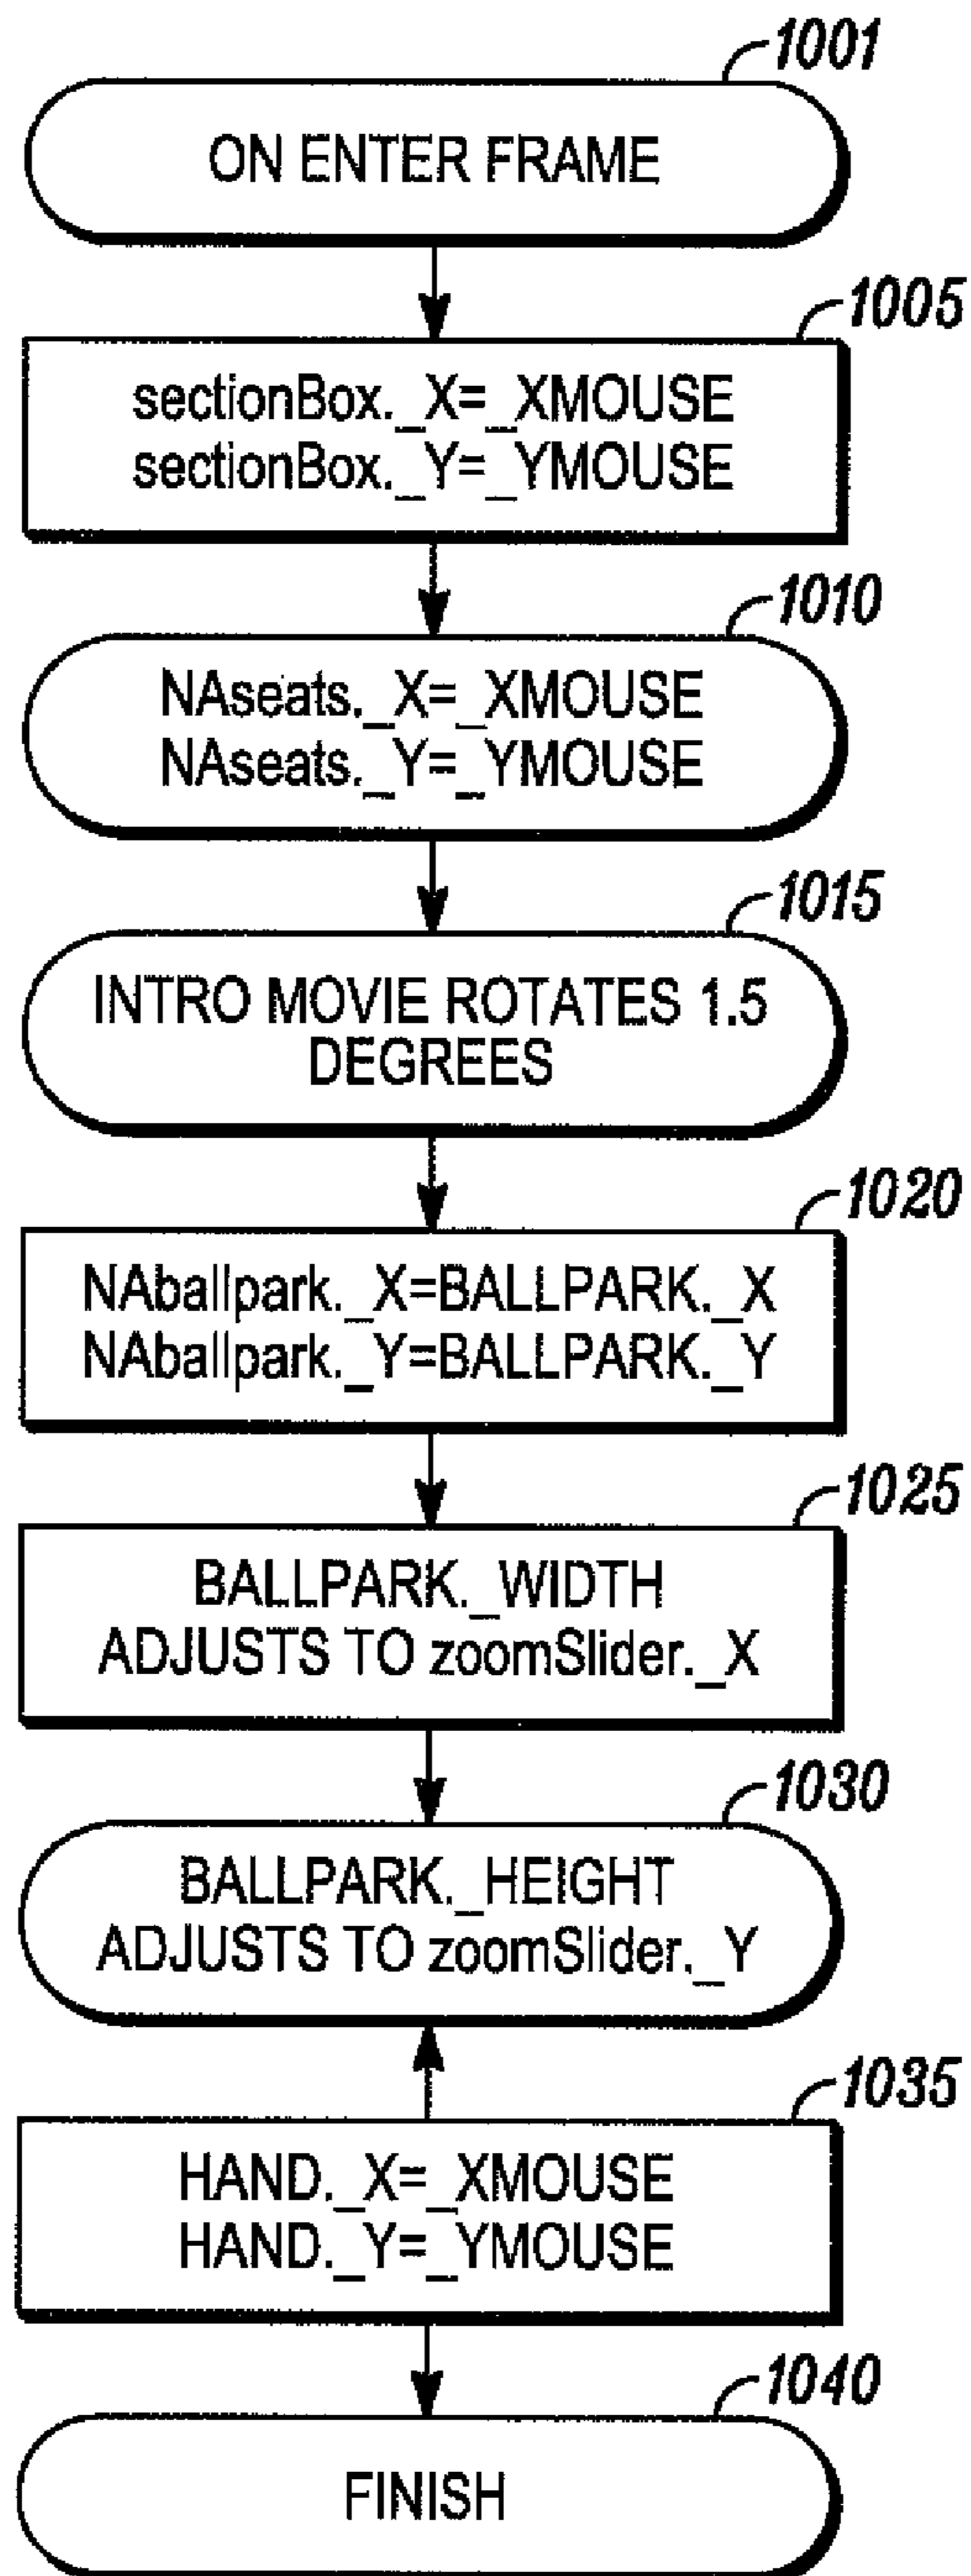 1001
ON ENTER FRAME
1005
sectionBox._X=_XMOUSE
sectionBox._Y=_YMOUSE
1010
NAseats._X=_XMOUSE
NAseats._Y=_YMOUSE
1015
INTRO MOVIE ROTATES 1.5
DEGREES
1020
NAballpark._X=BALLPARK._X
NAballpark._Y=BALLPARK._Y
1025
BALLPARK._WIDTH
ADJUSTS TO zoomSlider._X
1030
BALLPARK._HEIGHT
ADJUSTS TO zoomSlider._Y
1035
HAND._X=_XMOUSE
HAND._Y=_YMOUSE
1040
FINISH